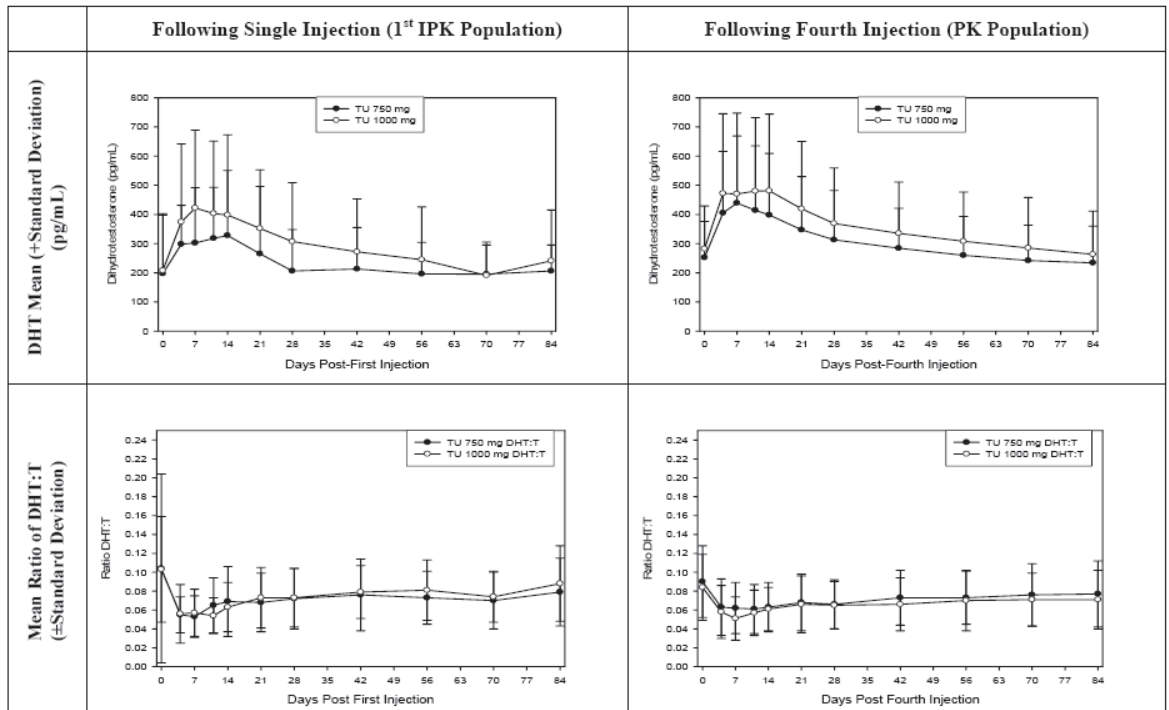 Following Single Injection (1st IPK Population)
Following Fourth Injection (PK Population)
DHT Mean (+Standard Deviation)
(pg/mL)
TU 750 mg
TU 1000 mg
Dihydrotestosterone (pg/mL)
800
700
600
500
400
300
200
100
0
0 7 14 21 28 35 42 49 56 63 70 77 84
Days Post-First Injection
TU 750 mg
TU 1000 mg
Dihydrotestosterone (pg/mL)
800
700
600
500
400
300
200
100
0
0 7 14 21 28 35 42 49 56 63 70 77 84
Days Post-Fourth Injection
Mean Ratio of DHT:T
(±Standard Deviation)
TU 750 mg DHT:T
TU 1000 mg DHT:T
Ratio DHT:T
0.24
0.22
0.20
0.18
0.16
0.14
0.12
0.10
0.08
0.06
0.04
0.02
0.00
0 7 14 21 28 35 42 49 56 63 70 77 84
Days Post First Injection
TU 750 mg DHT:T
TU 1000 mg DHT:T
Ratio DHT:T
0.24
0.22
0.20
0.18
0.16
0.14
0.12
0.10
0.08
0.06
0.04
0.02
0.00
0 7 14 21 28 35 42 49 56 63 70 77 84
Days Post Fourth Injection